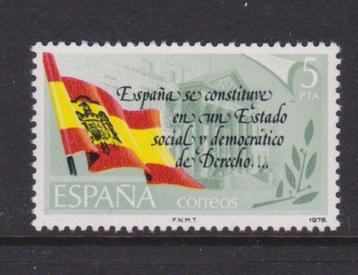 5
PTA
España se constituye
en un Estado
social y democrático
de Derecho...
ESPAÑA correos
F.N.M.T. 1978